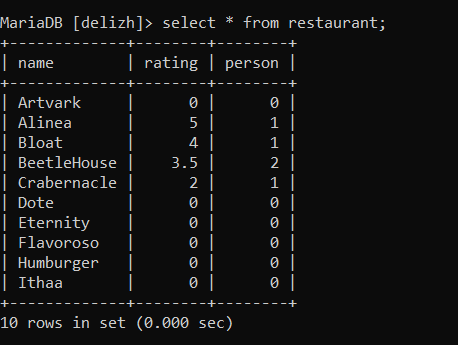 MariaDB [delizh]> select * from restaurant;
+-------------+--------+--------+
| name        | rating | person |
+-------------+--------+--------+
| Artvark     |      0 |      0 |
| Alinea      |      5 |      1 |
| Bloat       |      4 |      1 |
| BeetleHouse |    3.5 |      2 |
| Crabernacle |      2 |      1 |
| Dote        |      0 |      0 |
| Eternity    |      0 |      0 |
| Flavoroso   |      0 |      0 |
| Humburger   |      0 |      0 |
| Ithaa       |      0 |      0 |
+-------------+--------+--------+
10 rows in set (0.000 sec)